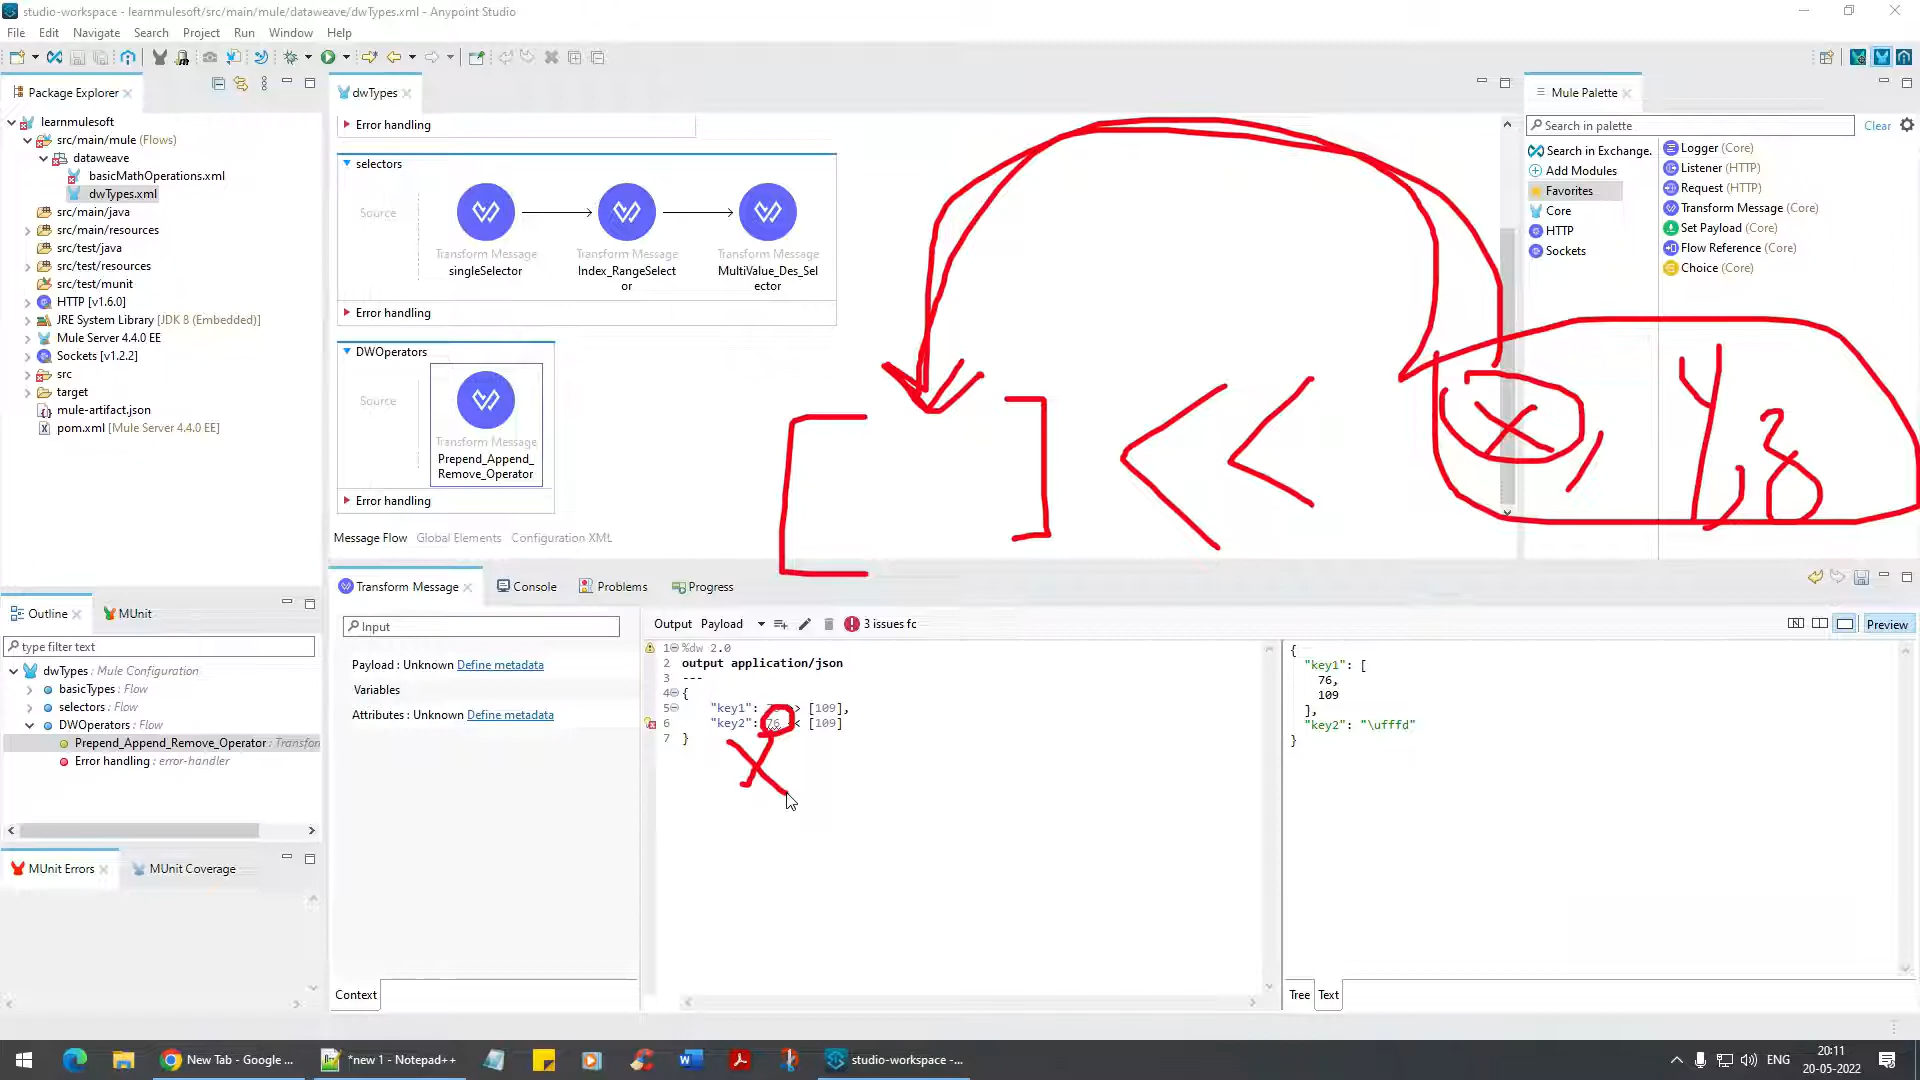 studio-workspace - learnmulesoft/src/main/mule/dataweave/dwTypes.xml - Anypoint Studio
File Edit Navigate Search Project Run Window Help
Package Explorer
dwTypes
Mule Palette
learnmulesoft
src/main/mule (Flows)
dataweave
basicMathOperations.xml
dwTypes.xml
src/main/java
src/main/resources
src/test/java
src/test/resources
src/test/munit
HTTP [v1.6.0]
JRE System Library [JDK 8 (Embedded)]
Mule Server 4.4.0 EE
Sockets [v1.2.2]
src
target
mule-artifact.json
pom.xml [Mule Server 4.4.0 EE]
Error handling
selectors
Source
Transform Message
singleSelector
Transform Message
Index_RangeSelect
or
Transform Message
MultiValue_Des_Sel
ector
Error handling
DWOperators
Source
Transform Message
Prepend_Append_
Remove_Operator
Error handling
Message Flow Global Elements Configuration XML
[ ] << x, y, z
Search in palette
Clear
Search in Exchange.
Add Modules
Favorites
Core
HTTP
Sockets
Logger (Core)
Listener (HTTP)
Request (HTTP)
Transform Message (Core)
Set Payload (Core)
Flow Reference (Core)
Choice (Core)
Outline
MUnit
type filter text
dwTypes : Mule Configuration
basicTypes : Flow
selectors : Flow
DWOperators : Flow
Prepend_Append_Remove_Operator : Transfor
Error handling : error-handler
MUnit Errors
MUnit Coverage
Transform Message
Console
Problems
Progress
Input
Payload : Unknown Define metadata
Variables
Attributes : Unknown Define metadata
Context
Output Payload
3 issues fc
Preview
1 %dw 2.0
2 output application/json
3 ---
4 {
5 "key1": > [109],
6 "key2": 76 < [109]
7 }
X
{
"key1": [
76,
109
],
"key2": "\ufffd"
}
Tree Text
New Tab - Google ...
*new 1 - Notepad++
studio-workspace -...
ENG
20:11
20-05-2022